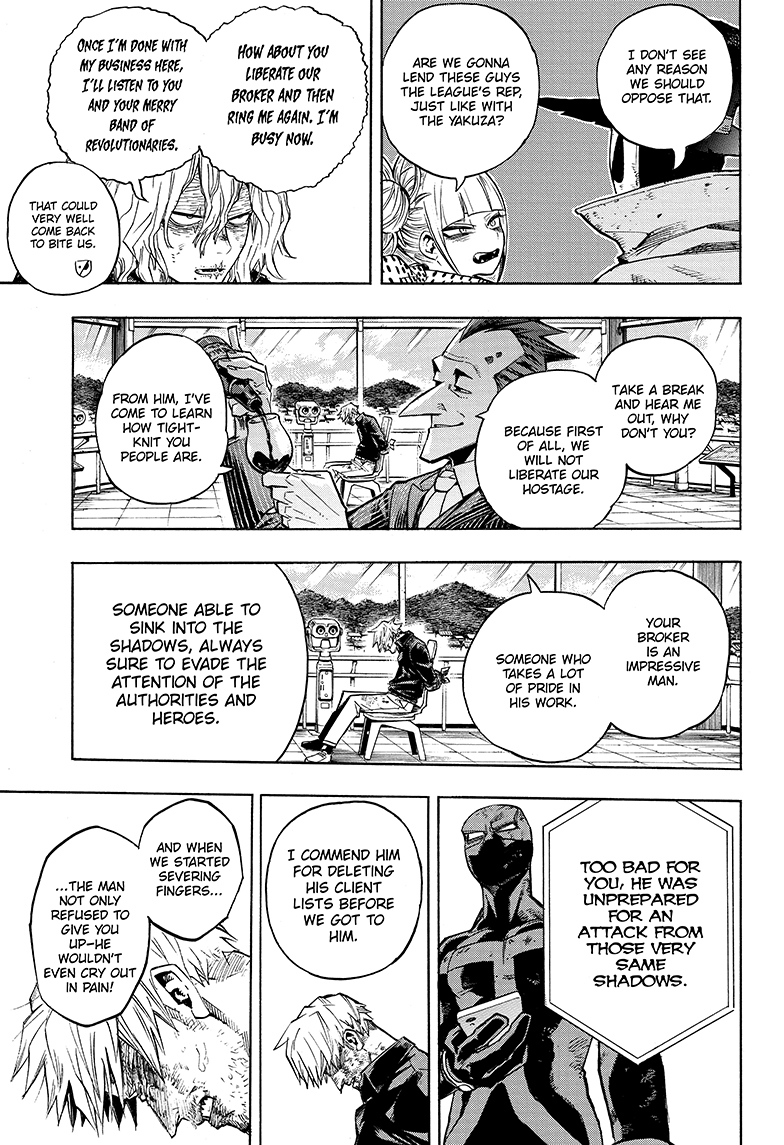 I DON'T SEE
ANY REASON
WE SHOULD
OPPOSE THAT.
ARE WE GONNA
LEND THESE GUYS
THE LEAGUE'S REP,
JUST LIKE WITH
THE YAKUZA?
HOW ABOUT YOU
LIBERATE OUR
BROKER AND THEN
RING ME AGAIN. I'M
BUSY NOW.
ONCE I'M DONE WITH
MY BUSINESS HERE,
I'LL LISTEN TO YOU
AND YOUR MERRY
BAND OF
REVOLUTIONARIES.
THAT COULD
VERY WELL
COME BACK
TO BITE US.
TAKE A BREAK
AND HEAR ME
OUT, WHY
DON'T YOU?
BECAUSE FIRST
OF ALL, WE
WILL NOT
LIBERATE OUR
HOSTAGE.
FROM HIM, I'VE
COME TO LEARN
HOW TIGHT-
KNIT YOU
PEOPLE ARE.
YOUR
BROKER
IS AN
IMPRESSIVE
MAN.
SOMEONE WHO
TAKES A LOT
OF PRIDE IN
HIS WORK.
SOMEONE ABLE TO
SINK INTO THE
SHADOWS, ALWAYS
SURE TO EVADE THE
ATTENTION OF THE
AUTHORITIES AND
HEROES.
TOO BAD FOR
YOU, HE WAS
UNPREPARED
FOR AN
ATTACK FROM
THOSE VERY
SAME
SHADOWS.
I COMMEND HIM
FOR DELETING
HIS CLIENT
LISTS BEFORE
WE GOT TO
HIM.
AND WHEN
WE STARTED
SEVERING
FINGERS...
...THE MAN
NOT ONLY
REFUSED TO
GIVE YOU
UP-HE
WOULDN'T
EVEN CRY OUT
IN PAIN!